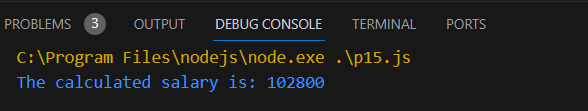 PROBLEMS 3 OUTPUT DEBUG CONSOLE TERMINAL PORTS
C:\Program Files\nodejs\node.exe .\p15.js
The calculated salary is: 102800